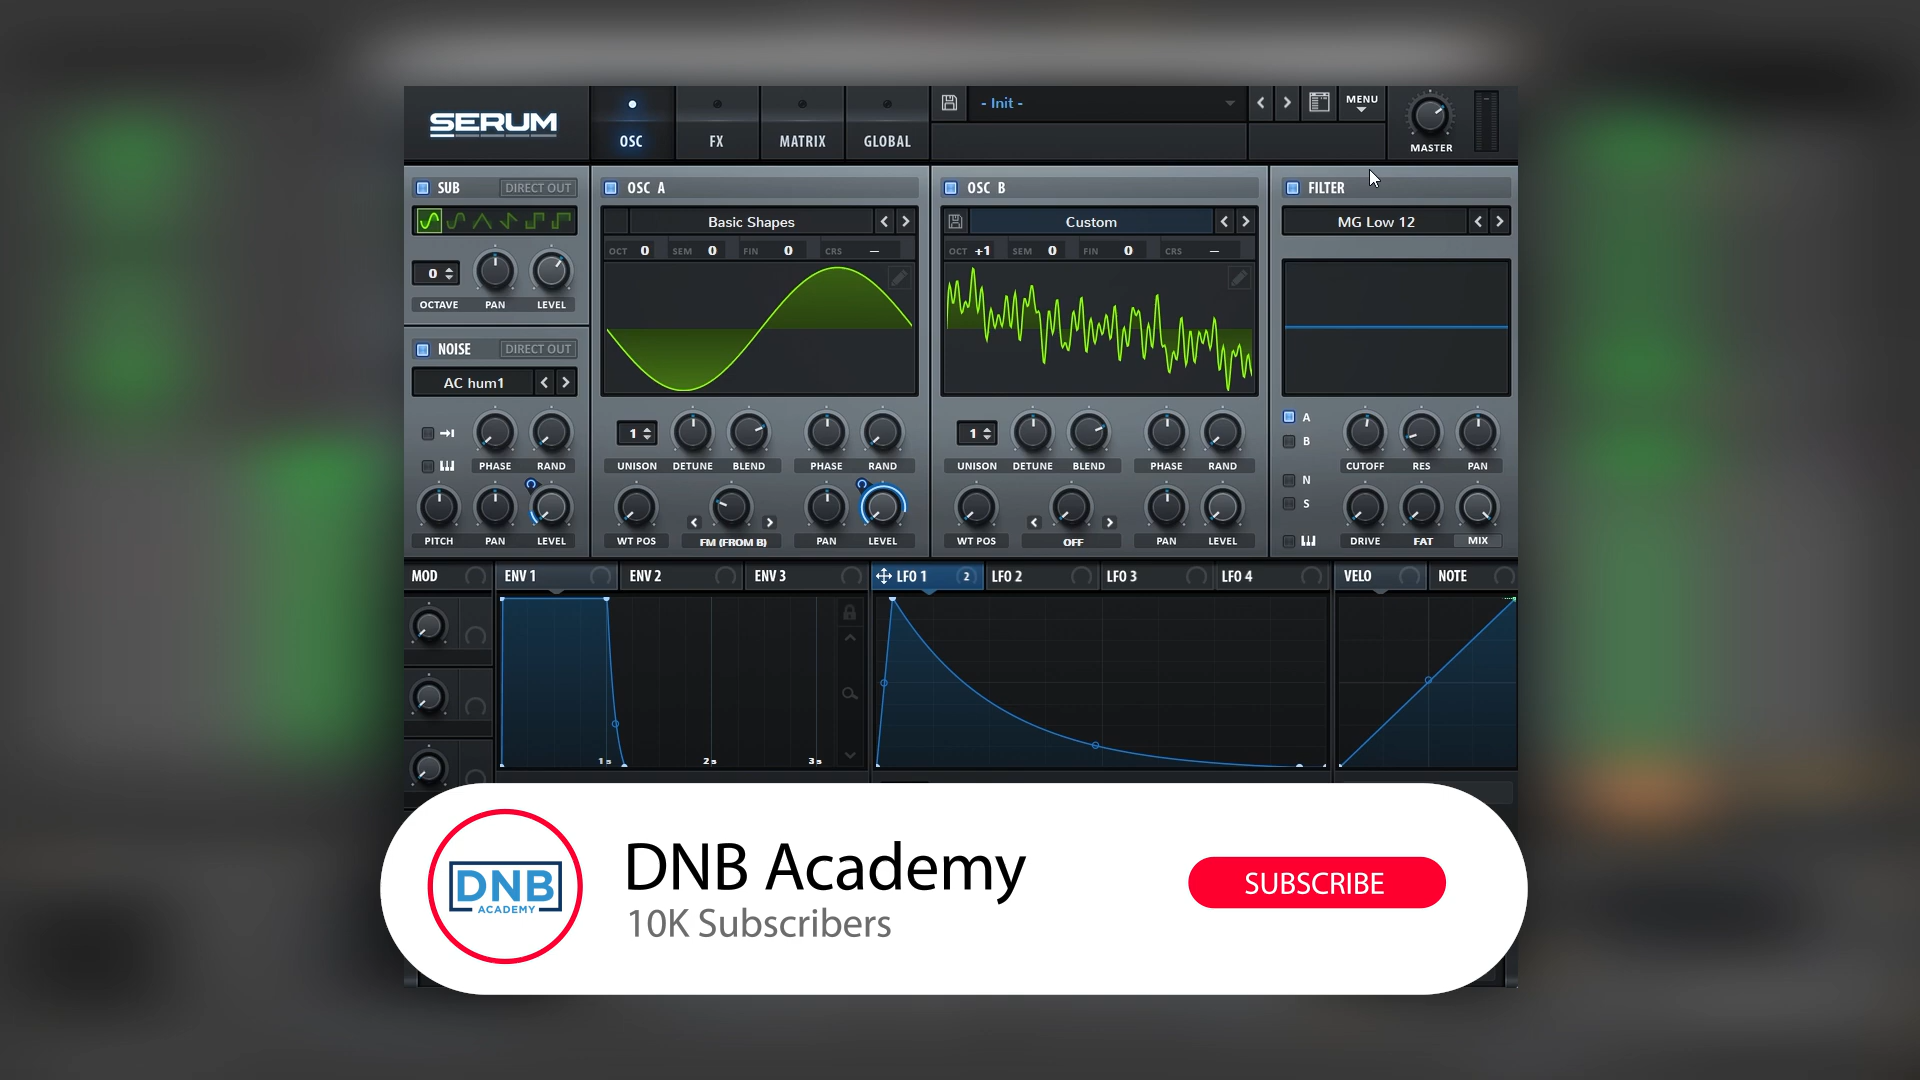 SERUM
OSC
FX
MATRIX
GLOBAL
- Init -
MENU
MASTER
SUB
DIRECT OUT
0
OCTAVE
PAN
LEVEL
NOISE
DIRECT OUT
AC hum1
PHASE
RAND
PITCH
PAN
LEVEL
OSC A
Basic Shapes
OCT 0 SEM 0 FIN 0 CRS –
1
UNISON
DETUNE
BLEND
PHASE
RAND
WT POS
FM (FROM B)
PAN
LEVEL
OSC B
Custom
OCT +1 SEM 0 FIN 0 CRS –
1
UNISON
DETUNE
BLEND
PHASE
RAND
WT POS
OFF
PAN
LEVEL
FILTER
MG Low 12
A
B
N
S
CUTOFF
RES
PAN
DRIVE
FAT
MIX
MOD
ENV 1
ENV 2
ENV 3
LFO 1 2
LFO 2
LFO 3
LFO 4
VELO
NOTE
1s
2s
3s
DNB
ACADEMY
DNB Academy
10K Subscribers
SUBSCRIBE